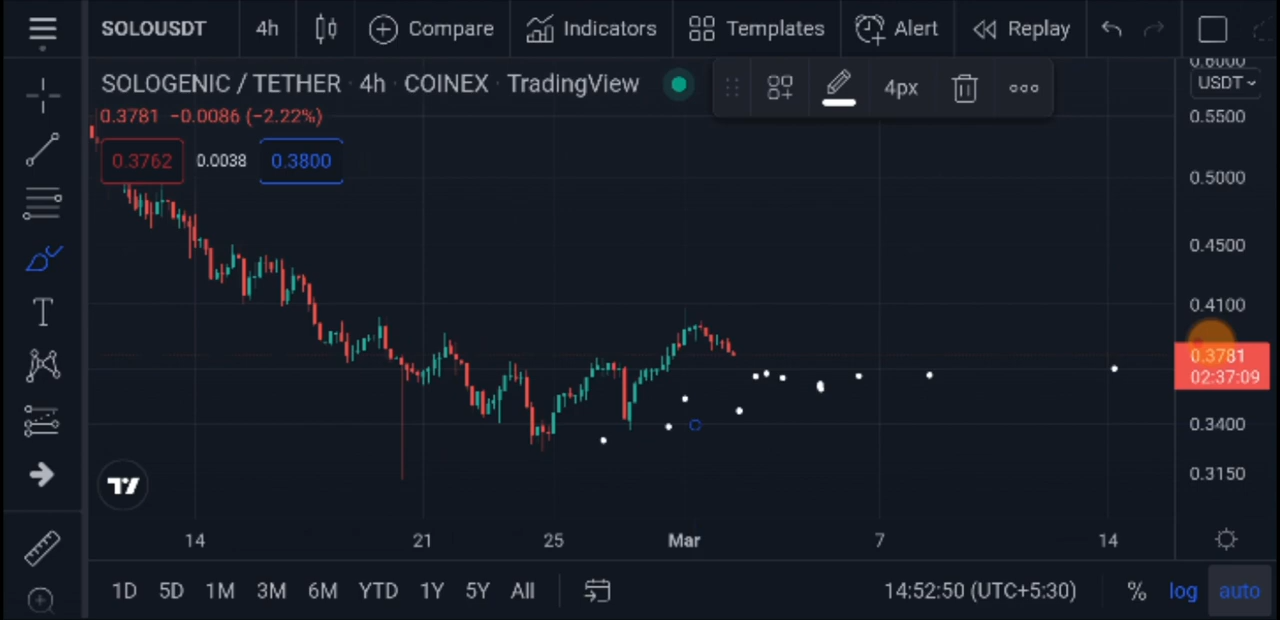 SOLOUSDT 4h Compare Indicators Templates Alert Replay
SOLOGENIC / TETHER · 4h · COINEX · TradingView
4px
0.6000
USDT
0.3781 −0.0086 (−2.22%)
0.3762 0.0038 0.3800
0.5500
0.5000
0.4500
0.4100
0.3781
02:37:09
0.3400
0.3150
14 21 25 Mar 7 14
1D 5D 1M 3M 6M YTD 1Y 5Y All 14:52:50 (UTC+5:30) % log auto